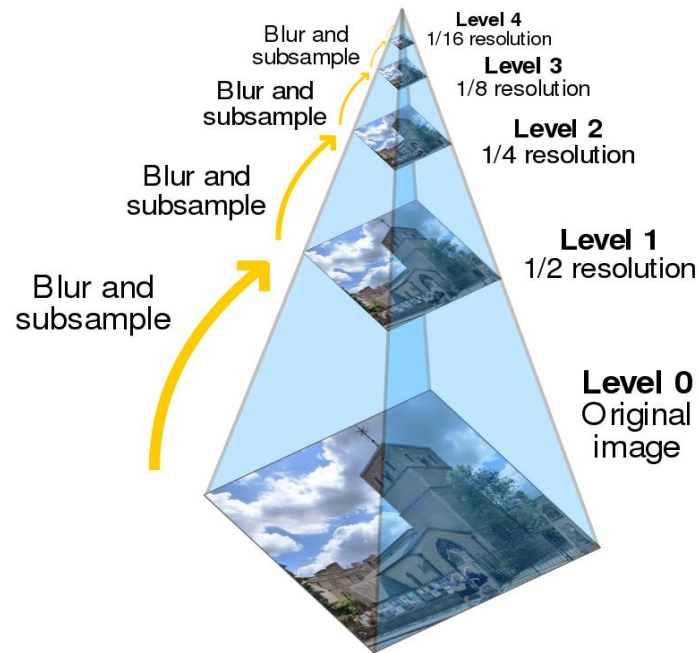 Level 4
1/16 resolution
Blur and
subsample
Level 3
1/8 resolution
Blur and
subsample
Level 2
1/4 resolution
Blur and
subsample
Level 1
1/2 resolution
Blur and
subsample
Level 0
Original
image